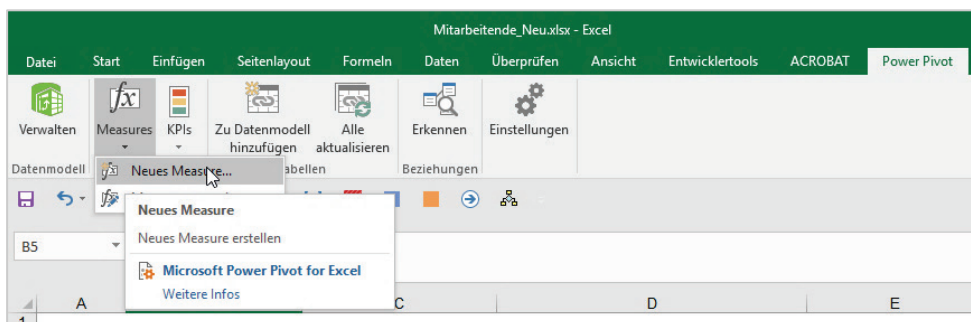 Mitarbeitende_Neu.xlsx - Excel
Datei Start Einfügen Seitenlayout Formeln Daten Überprüfen Ansicht Entwicklertools ACROBAT Power Pivot
Verwalten Measures KPIs Zu Datenmodell hinzufügen Alle aktualisieren Erkennen Einstellungen
Datenmodell abellen Beziehungen
Neues Measure...
Neues Measure
B5
Neues Measure erstellen
Microsoft Power Pivot for Excel
Weitere Infos
A C D E
1